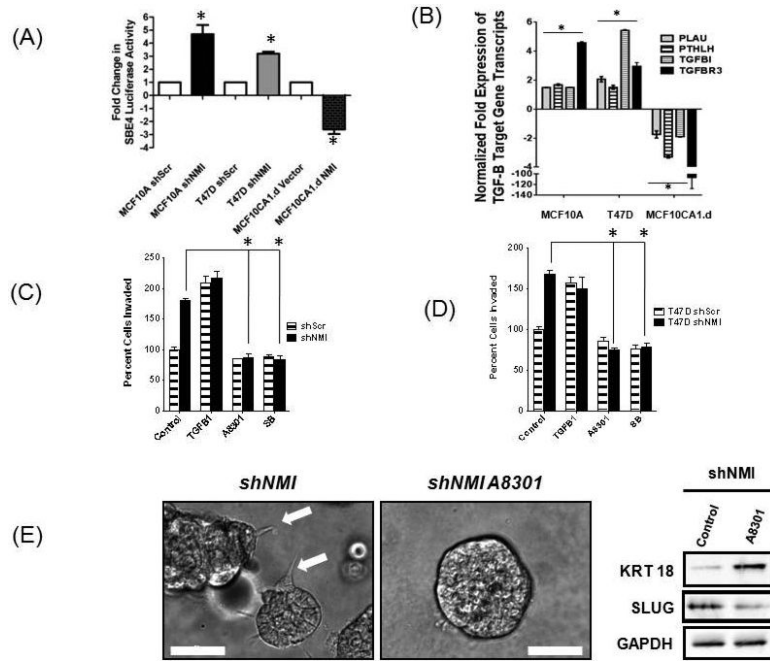 (A)
Fold Change in
SBE4 Luciferase Activity
6
5
4
3
2
1
0
-1
-2
-3
*
*
*
MCF10A shScr
MCF10A shNMI
T47D shScr
T47D shNMI
MCF10CA1.d Vector
MCF10CA1.d NMI
(B)
Normalized Fold Expression of
TGF-B Target Gene Transcripts
6
4
2
0
-2
-4
-100
-120
-140
*
*
*
PLAU
PTHLH
TGFBI
TGFBR3
MCF10A
T47D
MCF10CA1.d
(C)
Percent Cells Invaded
250
200
150
100
50
0
* *
shScr
shNMI
Control
TGFB1
A8301
SB
(D)
Percent Cells Invaded
200
150
100
50
0
* *
T47D shScr
T47D shNMI
Control
TGFB1
A8301
SB
(E)
shNMI
shNMI A8301
shNMI
Control
A8301
KRT 18
SLUG
GAPDH